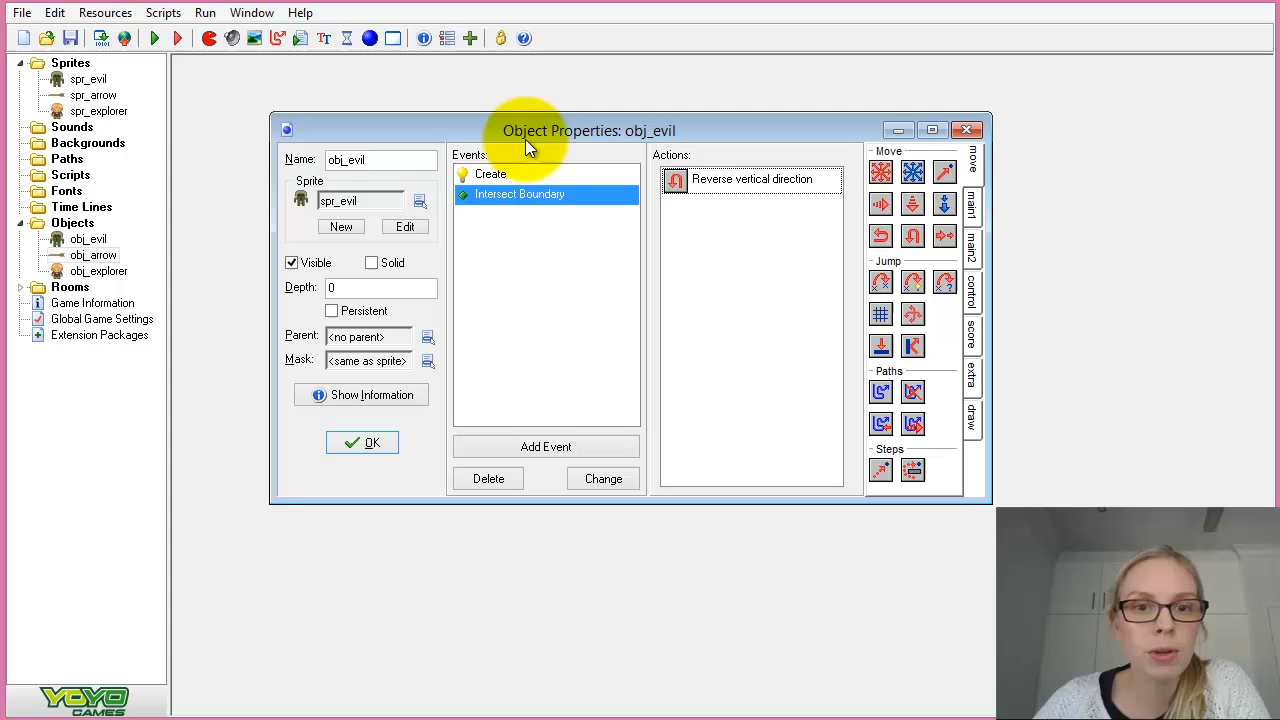 File Edit Resources Scripts Run Window Help
Sprites
spr_evil
spr_arrow
spr_explorer
Sounds
Backgrounds
Paths
Scripts
Fonts
Time Lines
Objects
obj_evil
obj_arrow
obj_explorer
Rooms
Game Information
Global Game Settings
Extension Packages
YOYO
GAMES
Object Properties: obj_evil
Name: obj_evil
Sprite
spr_evil
New Edit
Visible Solid
Depth: 0
Persistent
Parent: <no parent>
Mask: <same as sprite>
Show Information
OK
Events:
Create
Intersect Boundary
Add Event
Delete Change
Actions:
Reverse vertical direction
Move
Jump
Paths
Steps
move
main1
main2
control
score
extra
draw